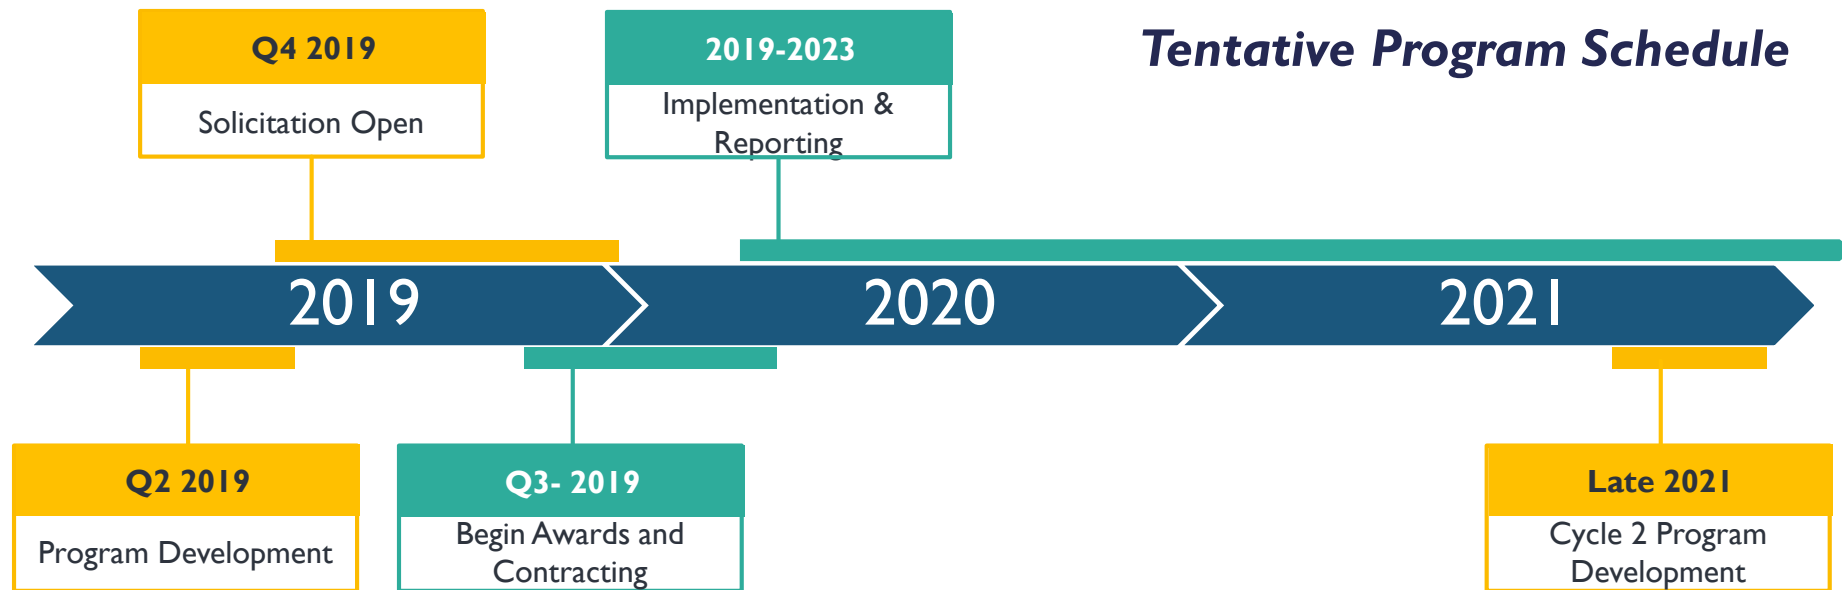 Tentative Program Schedule
Q4 2019
Solicitation Open
2019-2023
Implementation &
Reporting
2019
2020
2021
Q2 2019
Program Development
Q3- 2019
Begin Awards and
Contracting
Late 2021
Cycle 2 Program
Development